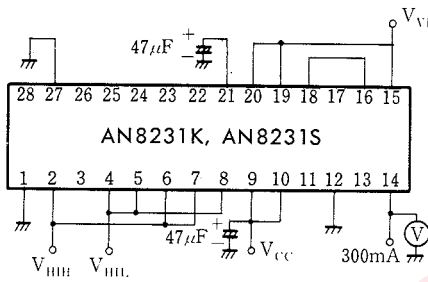 47μF
+
−
28 27 26 25 24 23 22 21 20 19 18 17 16 15
AN8231K, AN8231S
1 2 3 4 5 6 7 8 9 10 11 12 13 14
47μF
+
−
V
V_HIH
V_HIL
V_CC
300mA